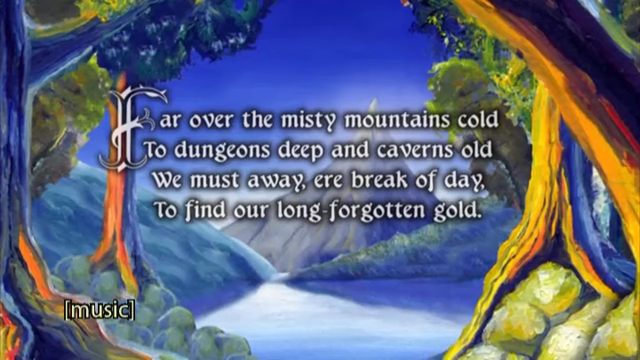 Far over the misty mountains cold
To dungeons deep and caverns old
We must away, ere break of day,
To find our long-forgotten gold.
[music]